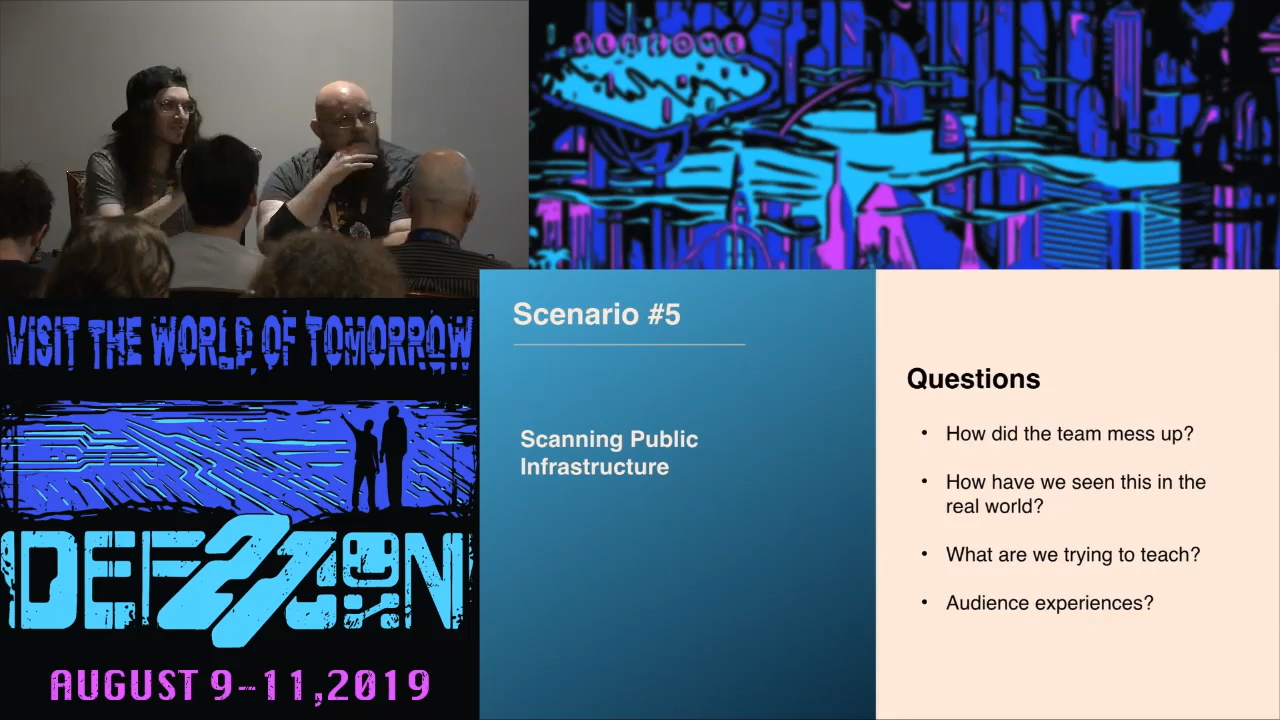 WELCOME
VISIT THE WORLD OF TOMORROW
DEF CON
27
AUGUST 9-11,2019
Scenario #5
Scanning Public
Infrastructure
Questions
• How did the team mess up?
• How have we seen this in the
real world?
• What are we trying to teach?
• Audience experiences?